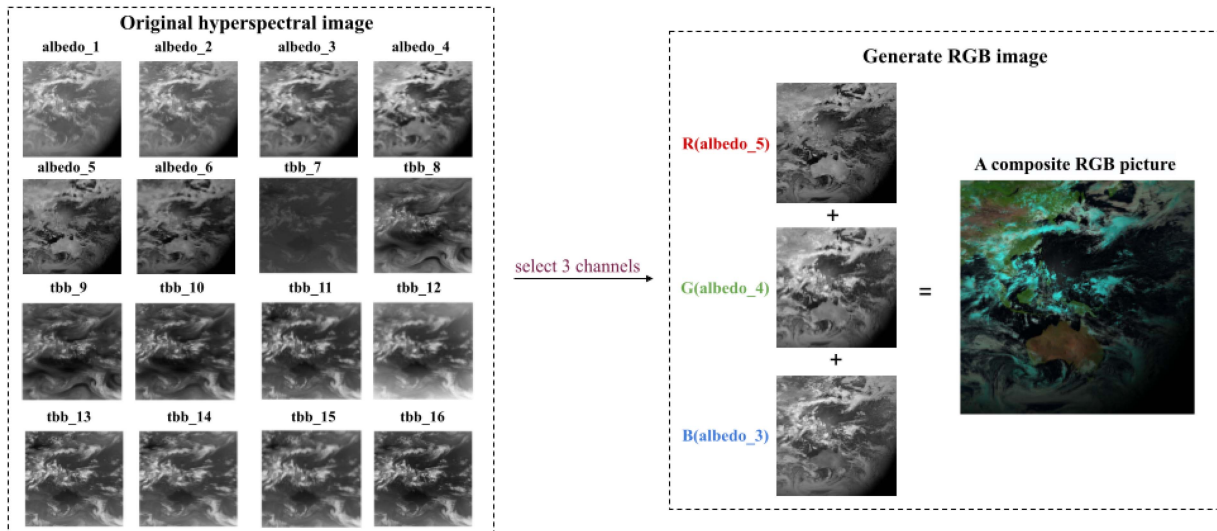 Original hyperspectral image
albedo_1 albedo_2 albedo_3 albedo_4
albedo_5 albedo_6 tbb_7 tbb_8
tbb_9 tbb_10 tbb_11 tbb_12
tbb_13 tbb_14 tbb_15 tbb_16
select 3 channels
Generate RGB image
R(albedo_5)
+
G(albedo_4)
+
B(albedo_3)
=
A composite RGB picture